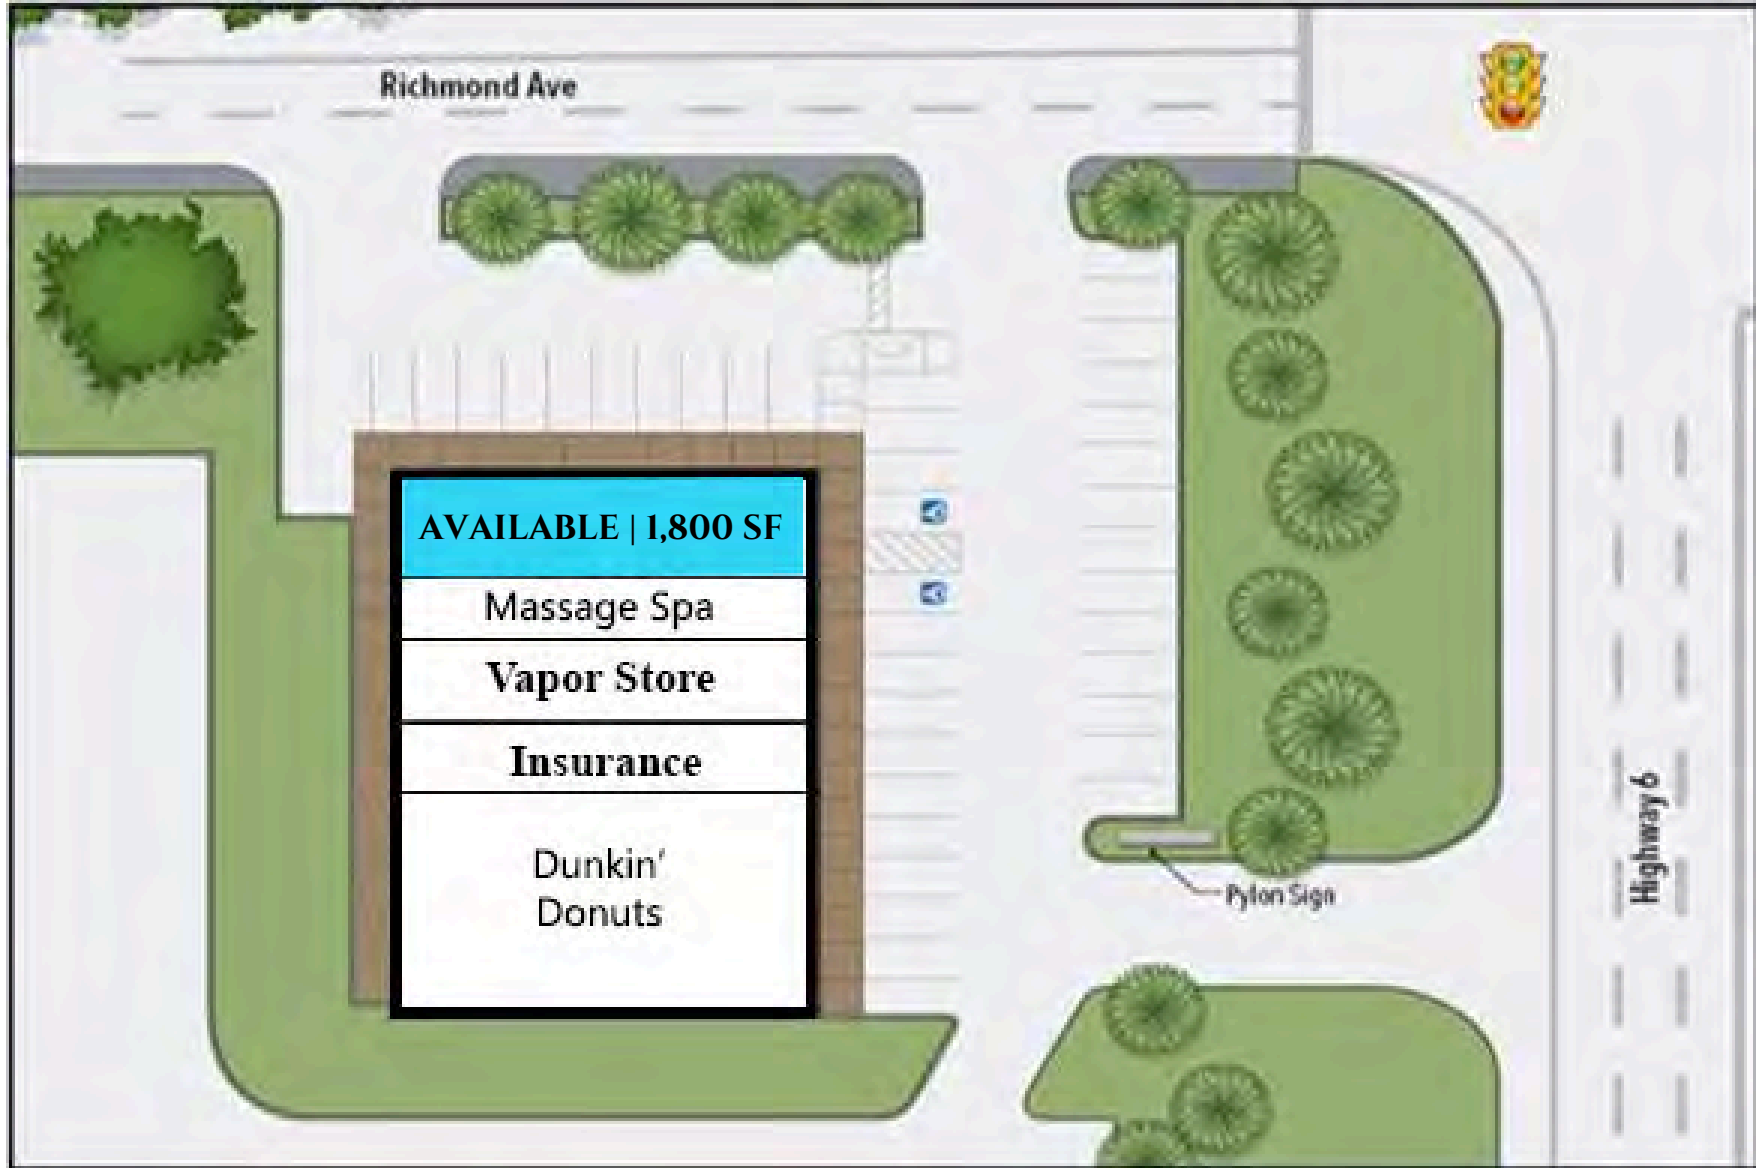 Richmond Ave
AVAILABLE | 1,800 SF
Massage Spa
Vapor Store
Insurance
Dunkin'
Donuts
Pylon Sign
Highway 6